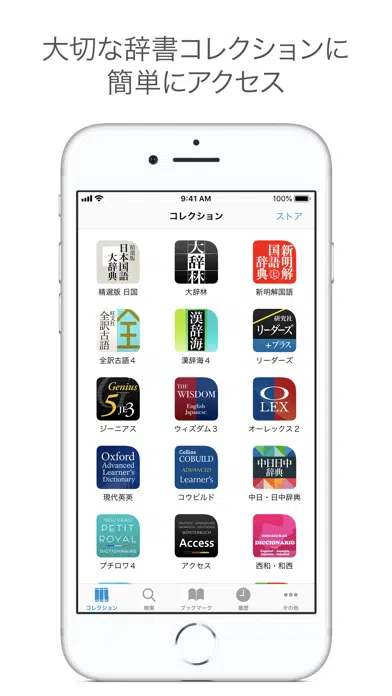 大切な辞書コレクションに
簡単にアクセス
9:41 AM
100%
コレクション
ストア
精選版
日本国語大辞典
大辞林
新明解国語辞典
精選版 日国
大辞林
新明解国語
旺文社
全訳古語
全
漢辞海
研究社
リーダーズ
+プラス
全訳古語４
漢辞海４
リーダーズ
Genius
5 JE3
THE
WISDOM
English
Japanese
O
LEX
ジーニアス
ウィズダム３
オーレックス２
Oxford
Advanced
Learner's
Dictionary
Collins
COBUILD
ADVANCED
Learner's
中日日中
辞典
現代英英
コウビルド
中日・日中辞典
NOUVEAU
PETIT
ROYAL
DICTIONNAIRE
WÖRTERBUCH
Access
DICCIONARIO
プチロワ４
アクセス
西和・和西
コレクション
検索
ブックマーク
履歴
その他